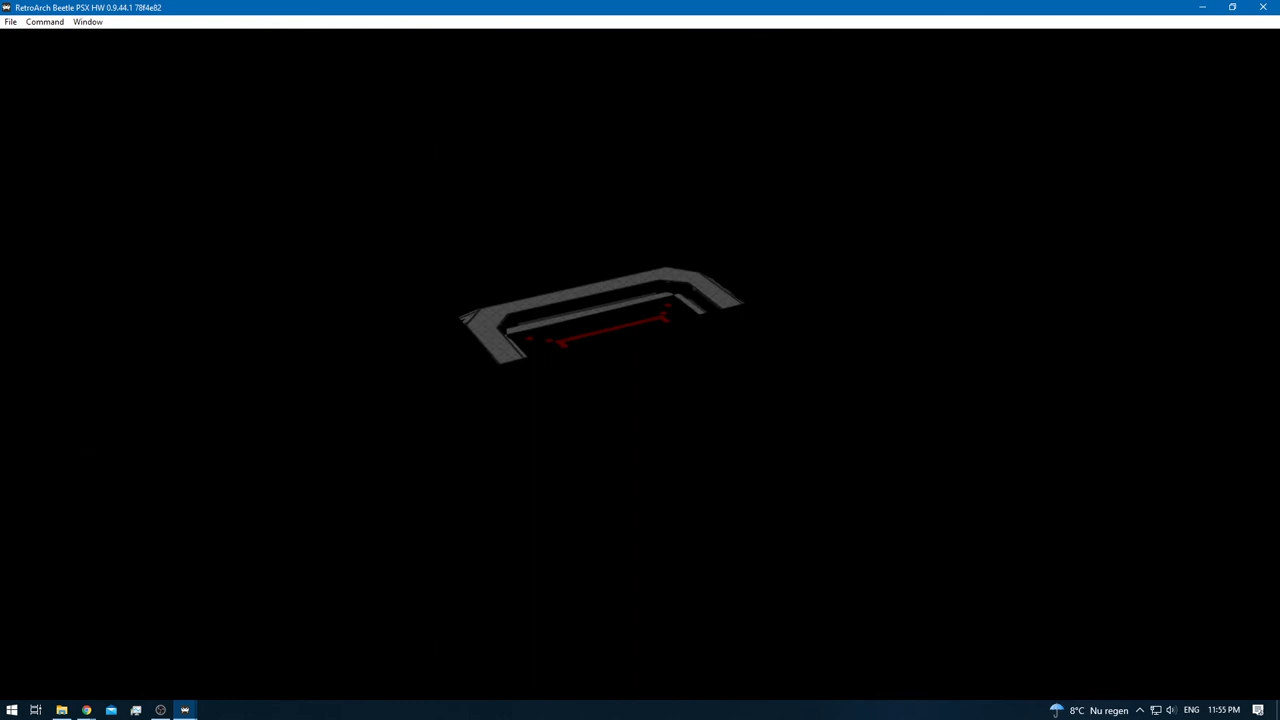 RetroArch Beetle PSX HW 0.9.44.1 78f4e82
File Command Window
8°C Nu regen ENG 11:55 PM